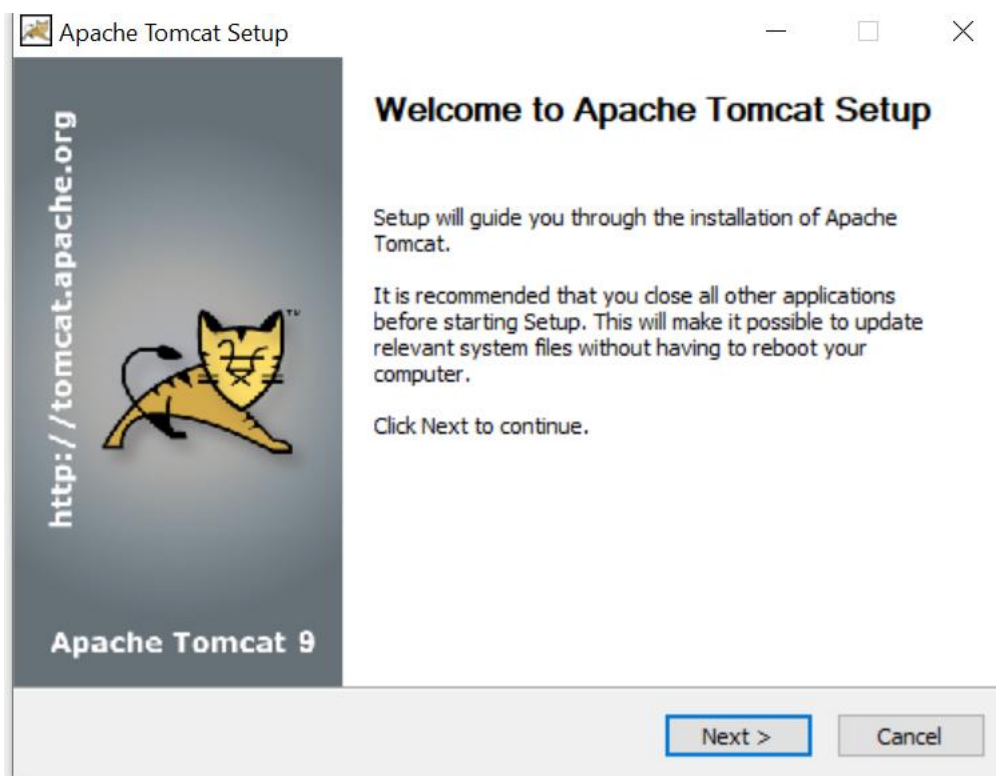 Apache Tomcat Setup
http://tomcat.apache.org
Apache Tomcat 9
Welcome to Apache Tomcat Setup
Setup will guide you through the installation of Apache
Tomcat.
It is recommended that you close all other applications
before starting Setup. This will make it possible to update
relevant system files without having to reboot your
computer.
Click Next to continue.
TM
Next >
Cancel